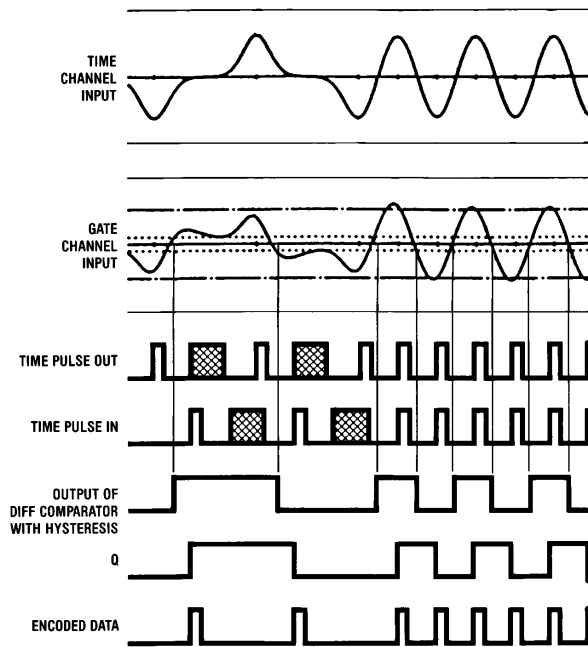 TIME
CHANNEL
INPUT
GATE
CHANNEL
INPUT
TIME PULSE OUT
TIME PULSE IN
OUTPUT OF
DIFF COMPARATOR
WITH HYSTERESIS
Q
ENCODED DATA